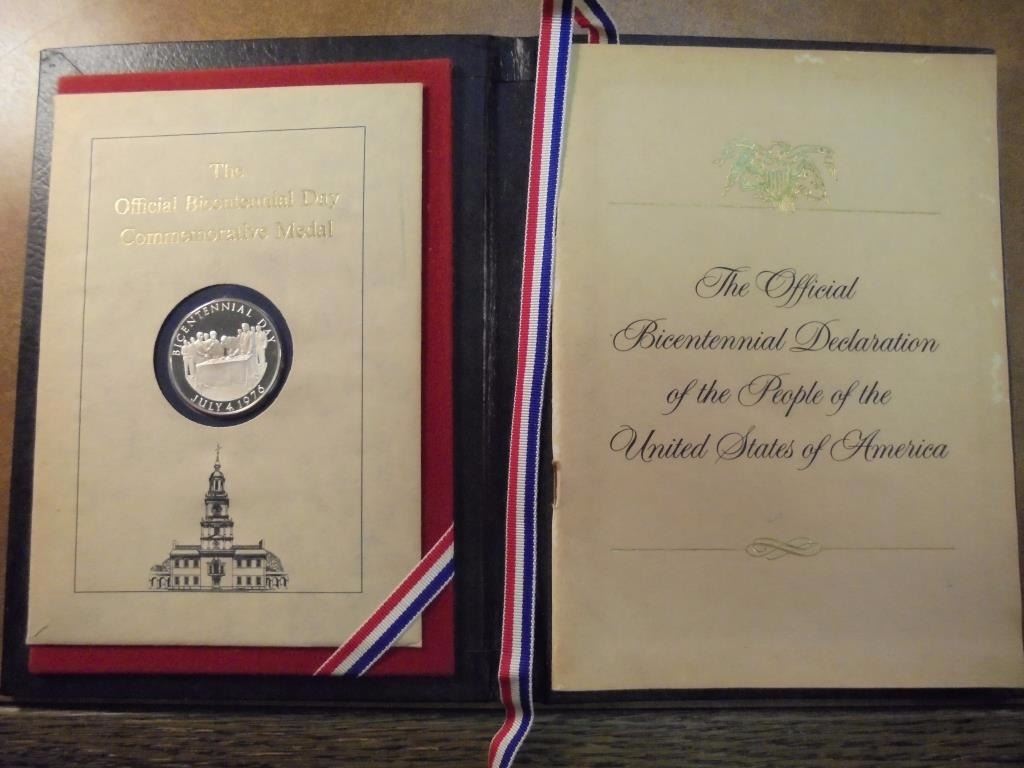 The
Official Bicentennial Day
Commemorative Medal
BICENTENNIAL DAY
JULY 4, 1976
The Official
Bicentennial Declaration
of the People of the
United States of America